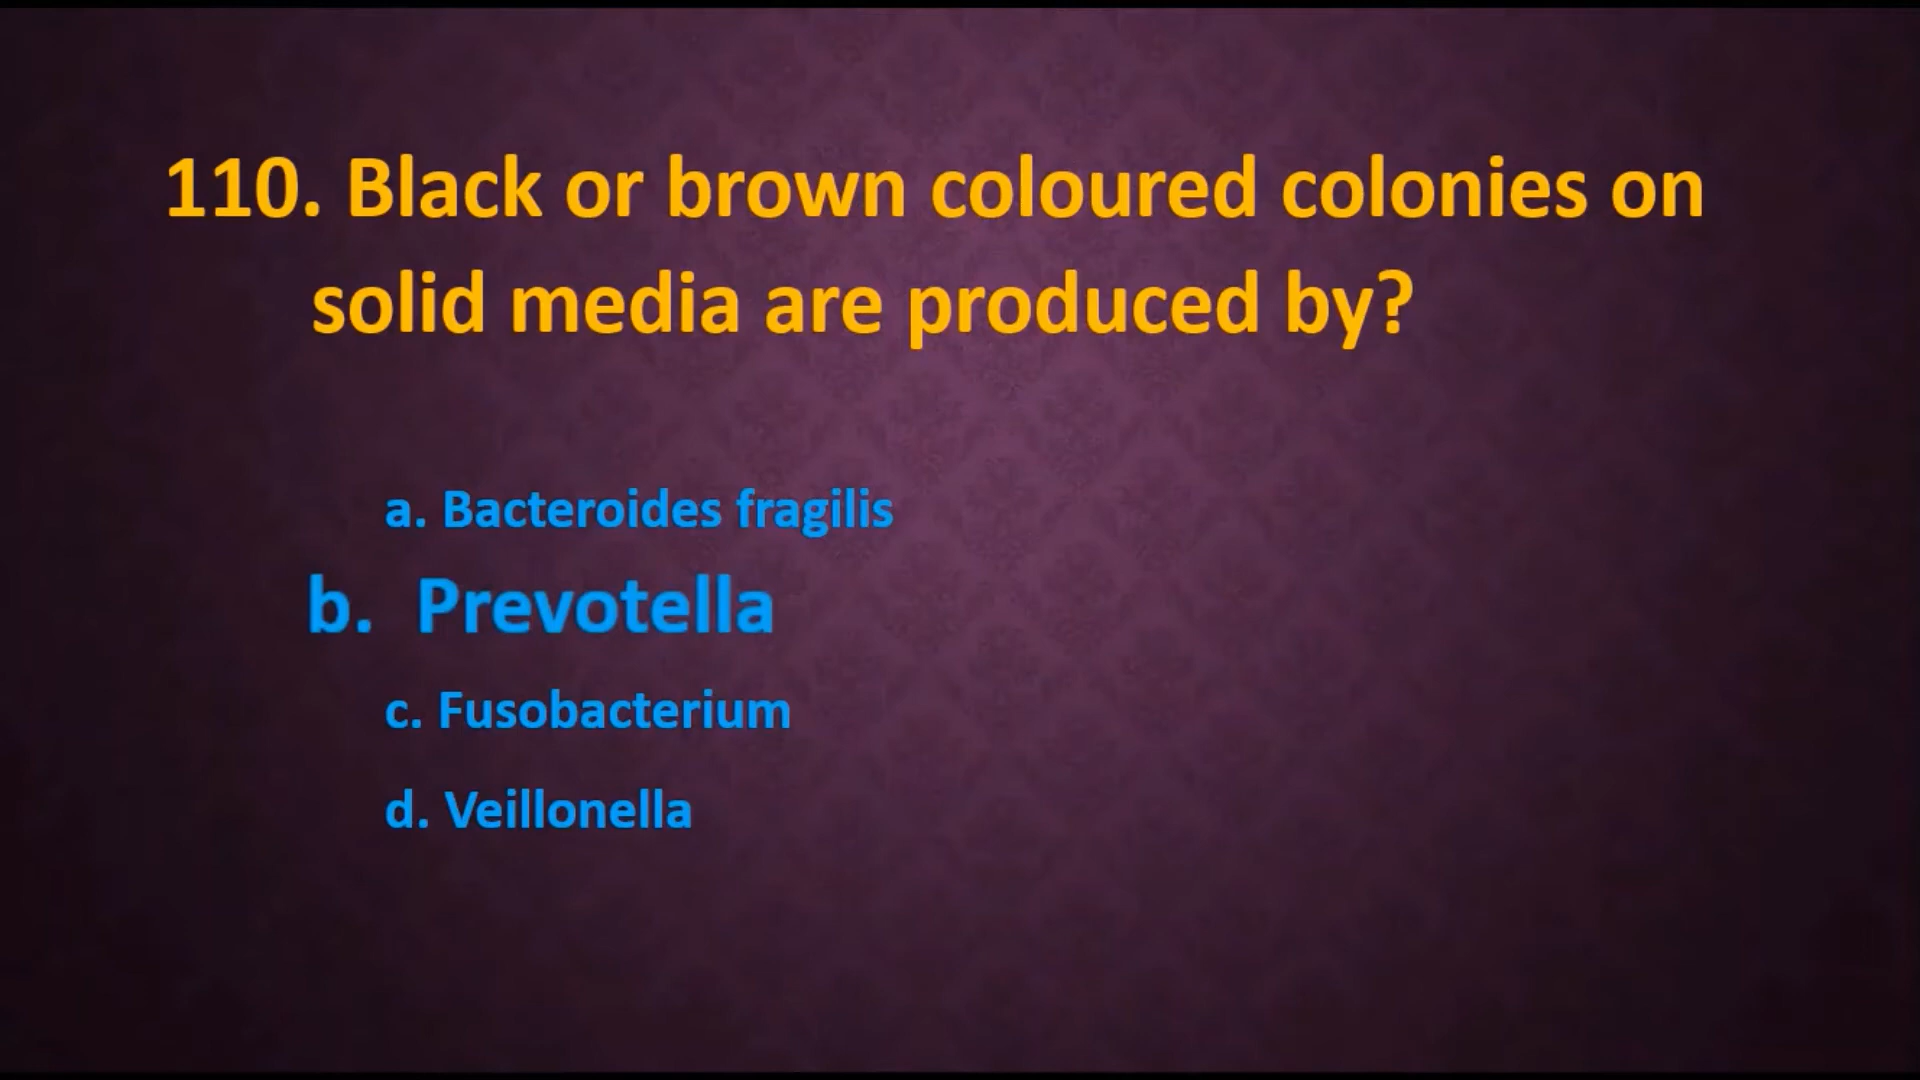 110. Black or brown coloured colonies on
solid media are produced by?
a. Bacteroides fragilis
b. Prevotella
c. Fusobacterium
d. Veillonella